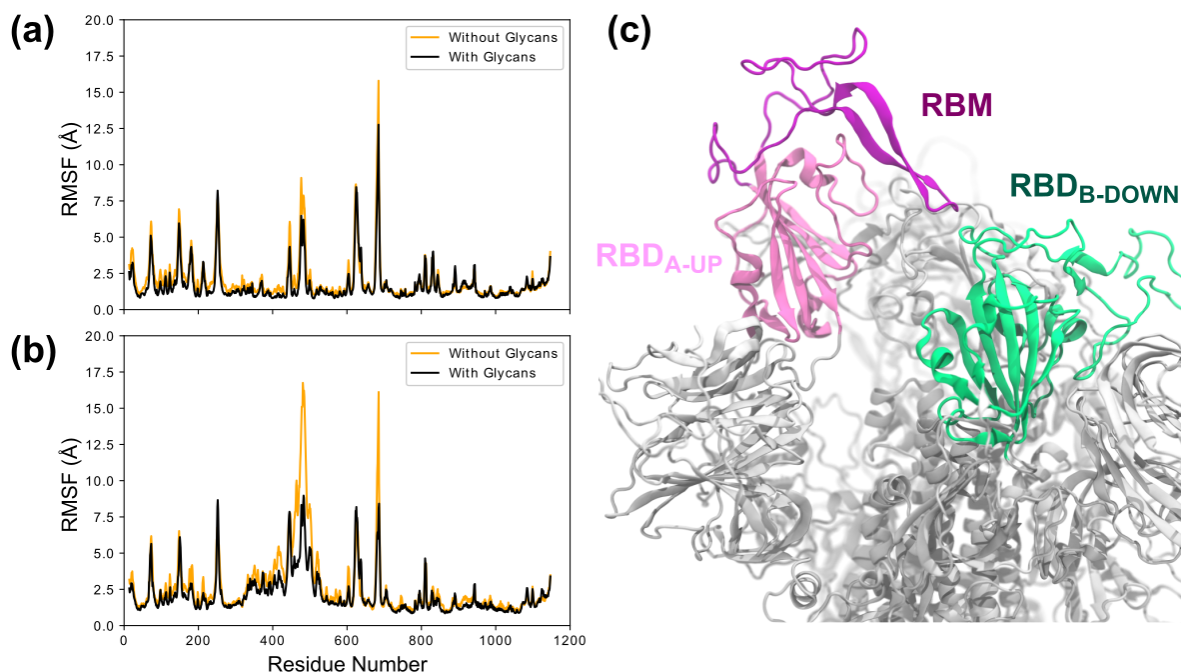 (a)
20.0
17.5
15.0
12.5
10.0
7.5
5.0
2.5
0.0
RMSF (Å)
Without Glycans
With Glycans
(b)
20.0
17.5
15.0
12.5
10.0
7.5
5.0
2.5
0.0
RMSF (Å)
Without Glycans
With Glycans
0 200 400 600 800 1000 1200
Residue Number
(c)
RBM
RBDB-DOWN
RBDA-UP